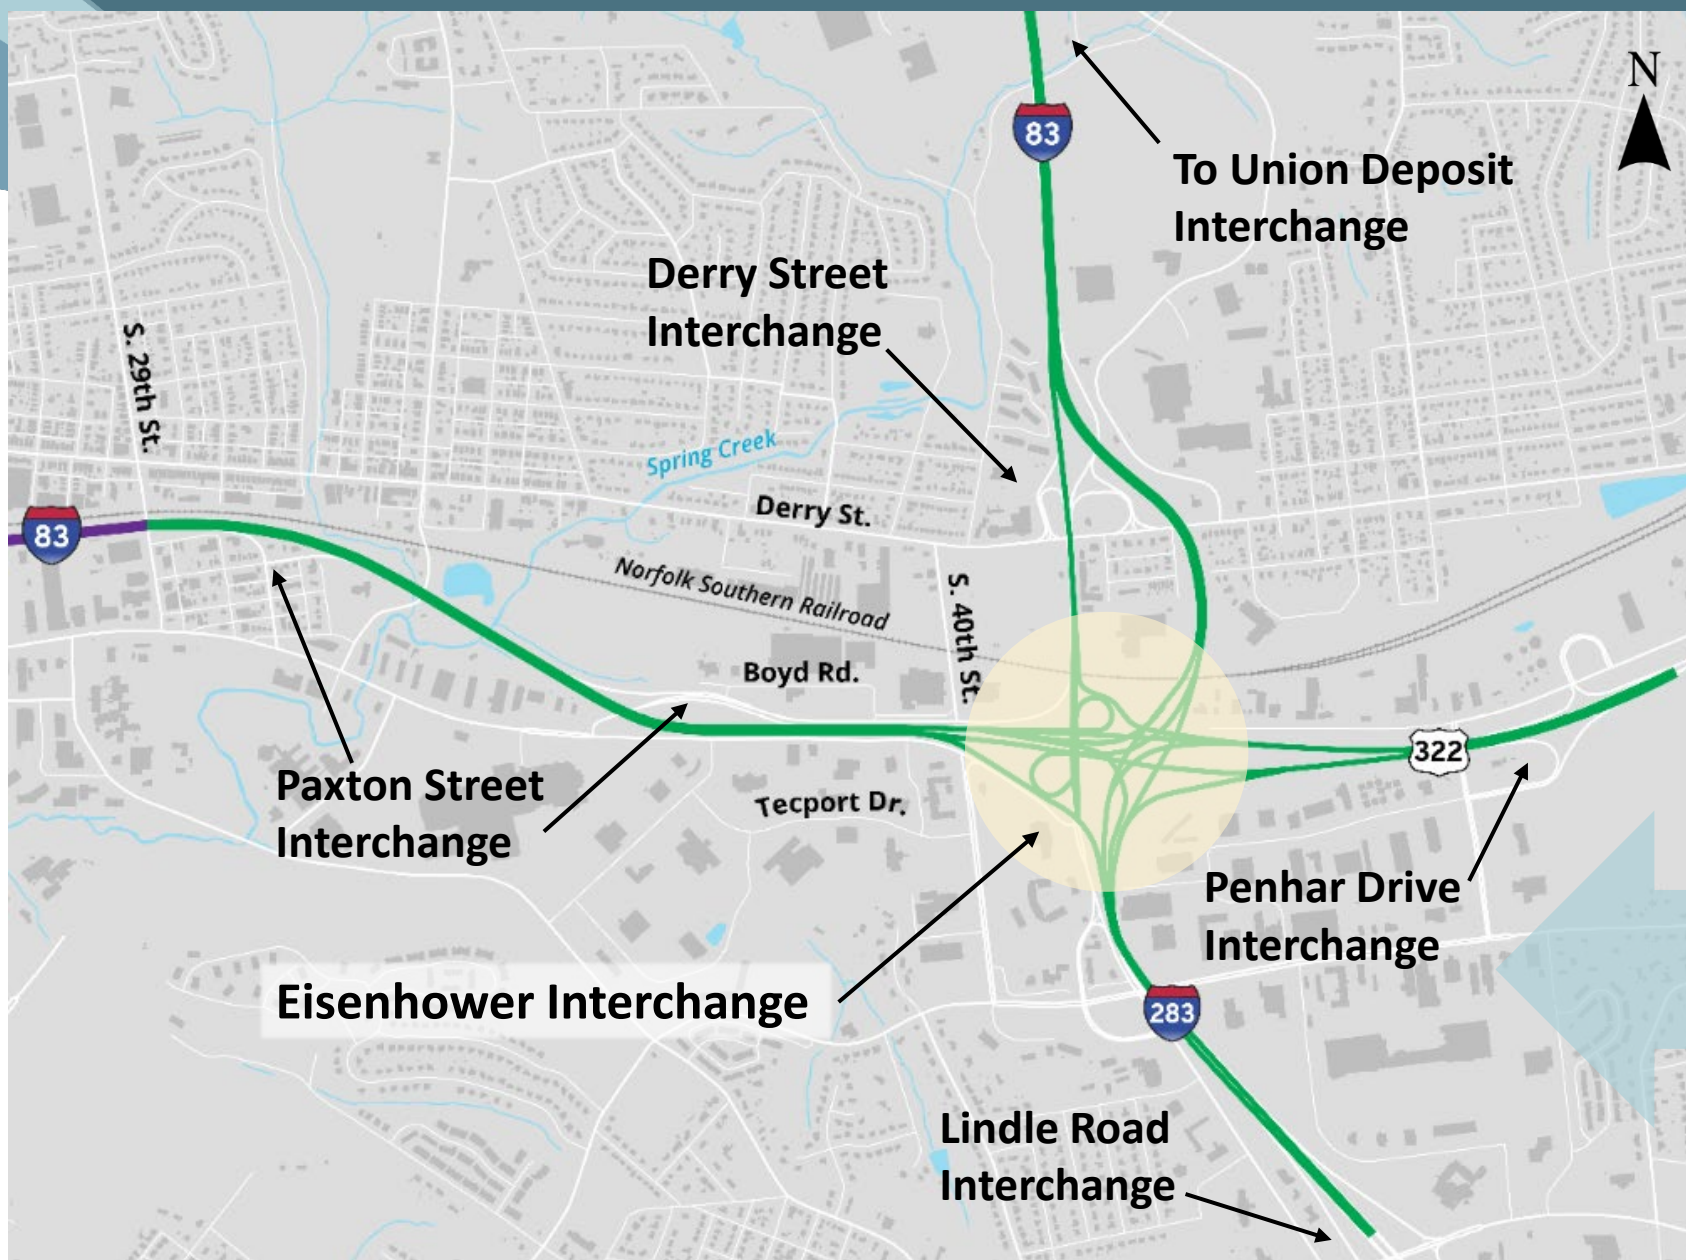 N
83
To Union Deposit
Interchange
Derry Street
Interchange
S. 29th St.
Spring Creek
Derry St.
83
Norfolk Southern Railroad
S. 40th St.
Boyd Rd.
322
Paxton Street
Interchange
Tecport Dr.
Penhar Drive
Interchange
Eisenhower Interchange
283
Lindle Road
Interchange